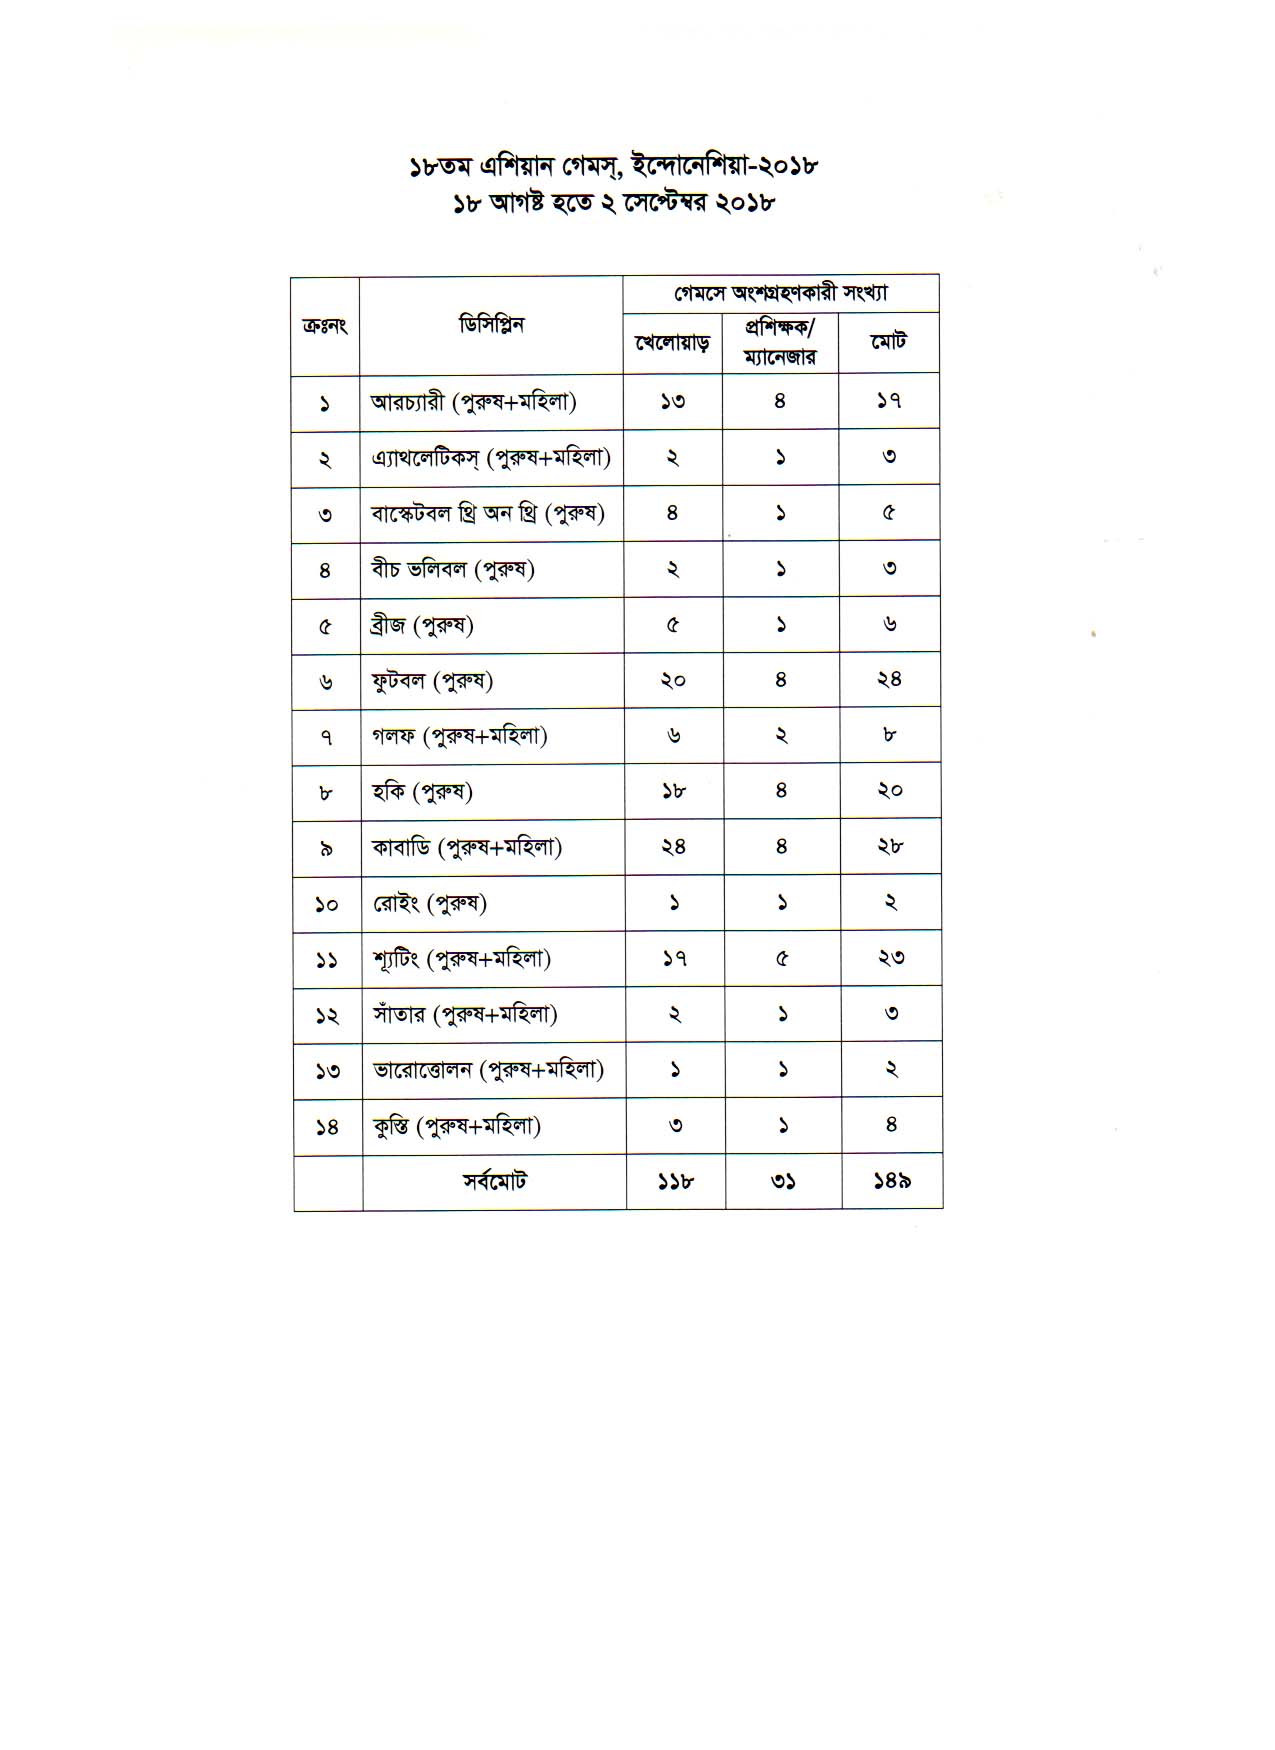 ১৮তম এশিয়ান গেমস্, ইন্দোনেশিয়া-২০১৮
১৮ আগষ্ট হতে ২ সেপ্টেম্বর ২০১৮
ক্রঃনং ডিসিপ্লিন গেমসে অংশগ্রহণকারী সংখ্যা
খেলোয়াড় প্রশিক্ষক/ মোট
ম্যানেজার
১ আরচ্যারী (পুরুষ+মহিলা) ১৩ ৪ ১৭
২ এ্যাথলেটিকস্ (পুরুষ+মহিলা) ২ ১ ৩
৩ বাস্কেটবল থ্রি অন থ্রি (পুরুষ) ৪ ১ ৫
৪ বীচ ভলিবল (পুরুষ) ২ ১ ৩
৫ ব্রীজ (পুরুষ) ৫ ১ ৬
৬ ফুটবল (পুরুষ) ২০ ৪ ২৪
৭ গলফ (পুরুষ+মহিলা) ৬ ২ ৮
৮ হকি (পুরুষ) ১৮ ৪ ২০
৯ কাবাডি (পুরুষ+মহিলা) ২৪ ৪ ২৮
১০ রোইং (পুরুষ) ১ ১ ২
১১ শ্যূটিং (পুরুষ+মহিলা) ১৭ ৫ ২৩
১২ সাঁতার (পুরুষ+মহিলা) ২ ১ ৩
১৩ ভারোত্তোলন (পুরুষ+মহিলা) ১ ১ ২
১৪ কুস্তি (পুরুষ+মহিলা) ৩ ১ ৪
সর্বমোট ১১৮ ৩১ ১৪৯